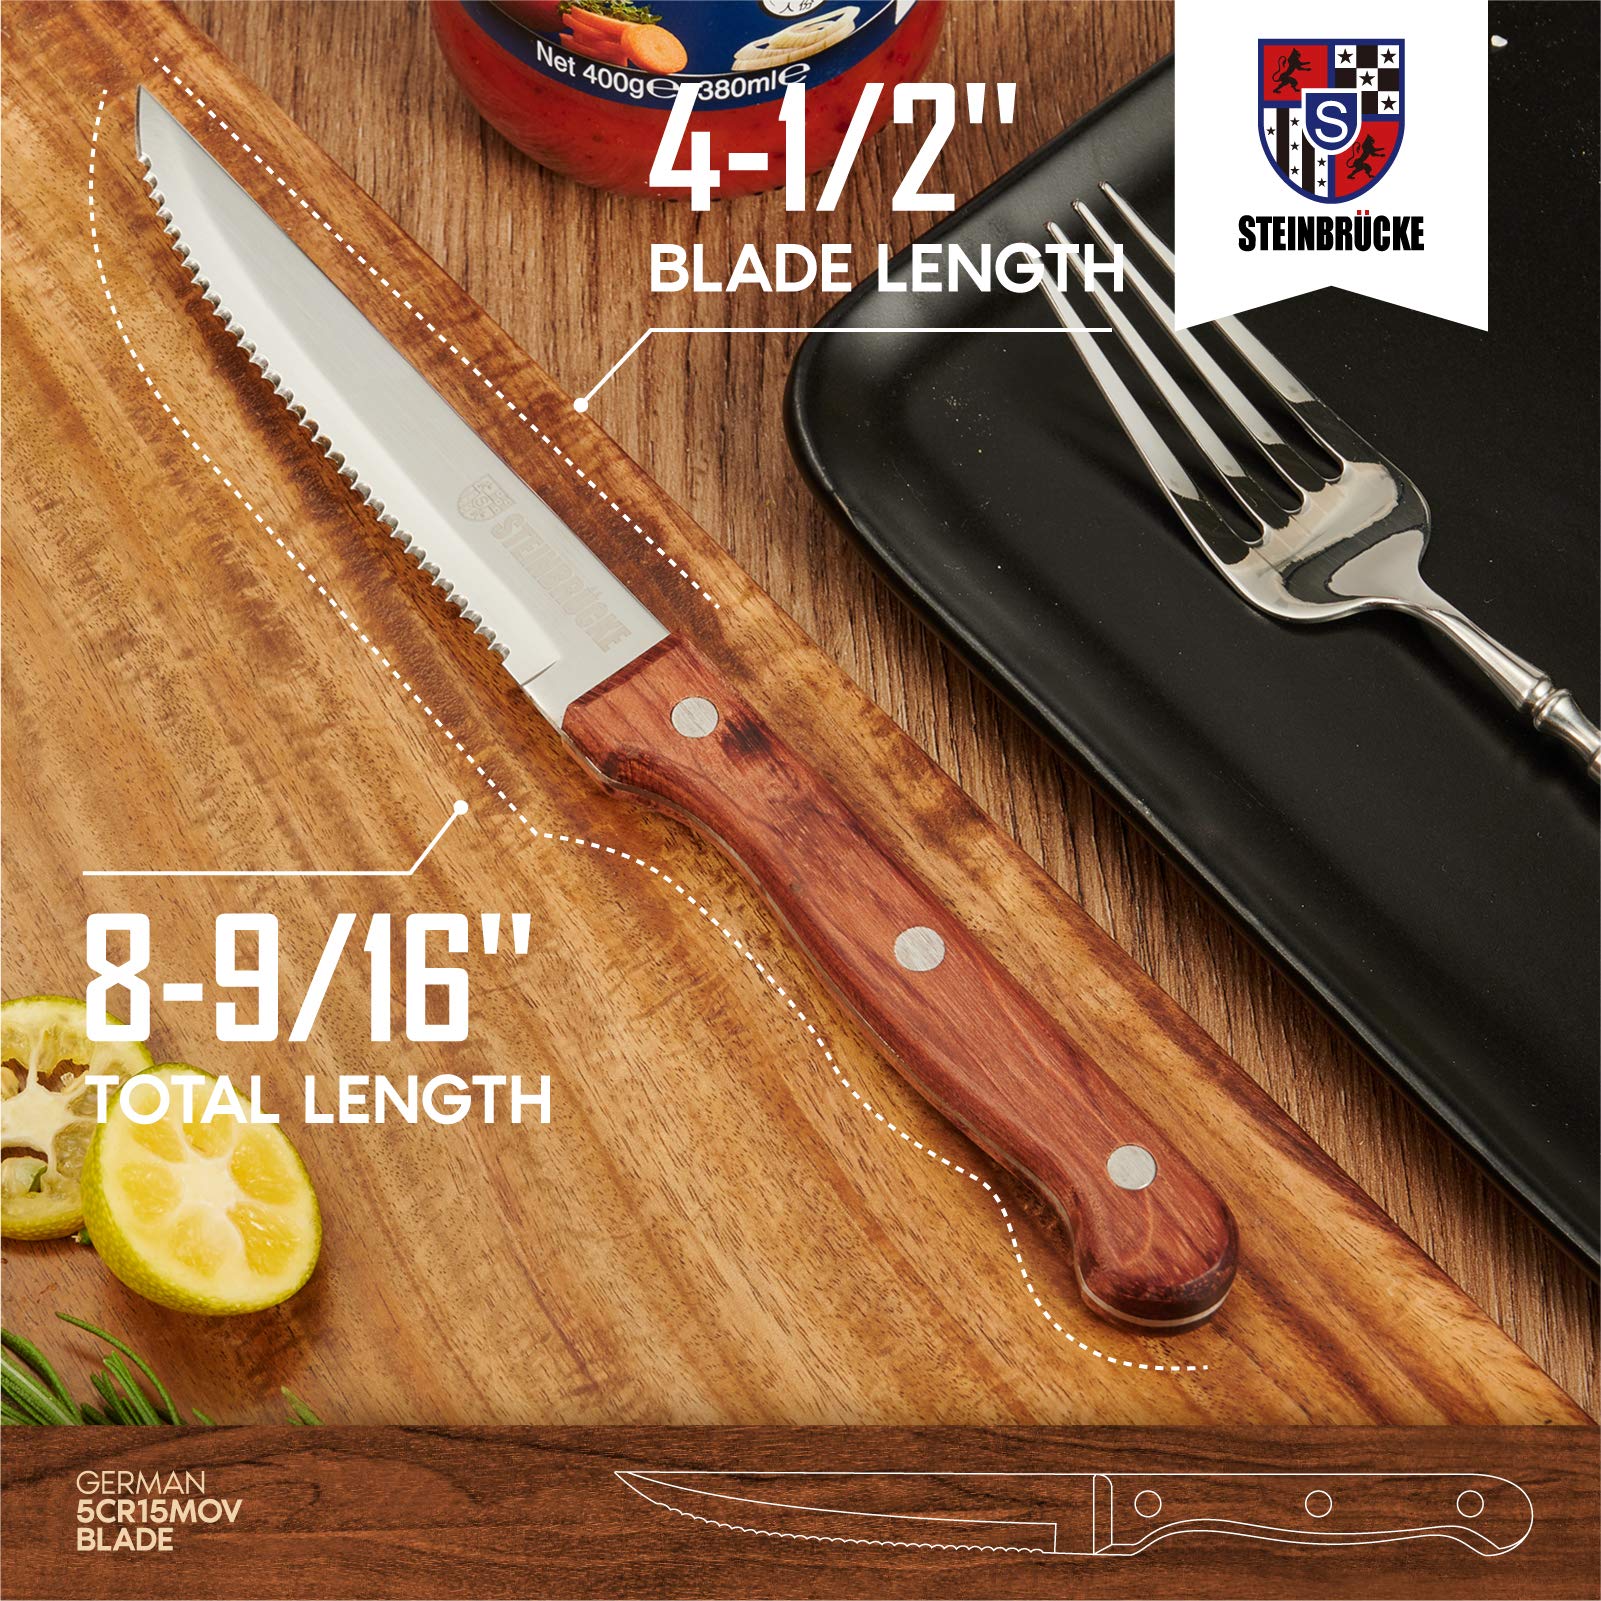 Net 400g℮ 380ml℮
4-1/2"
BLADE LENGTH
S
STEINBRÜCKE
S
STEINBRÜCKE
8-9/16"
TOTAL LENGTH
GERMAN
5CR15MOV
BLADE